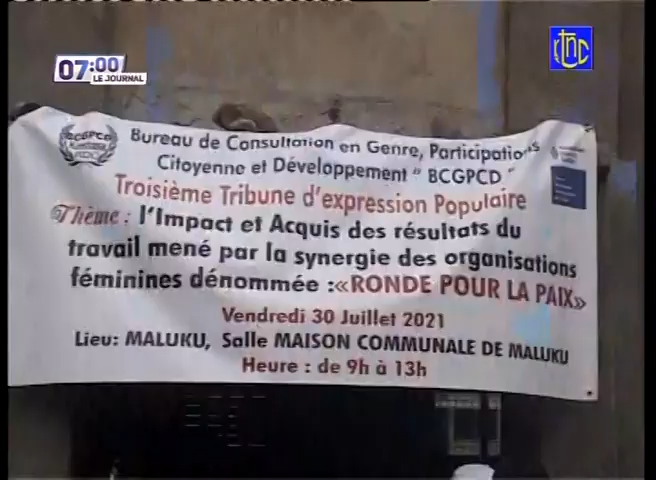 07:00
LE JOURNAL
rtnc
BCGPCD
Bureau de Consultation en Genre, Participations
Citoyenne et Développement " BCGPCD "
Troisième Tribune d'expression Populaire
Thème : l'Impact et Acquis des résultats du
travail mené par la synergie des organisations
féminines dénommée :«RONDE POUR LA PAIX»
Vendredi 30 Juillet 2021
Lieu: MALUKU, Salle MAISON COMMUNALE DE MALUKU
Heure : de 9h à 13h